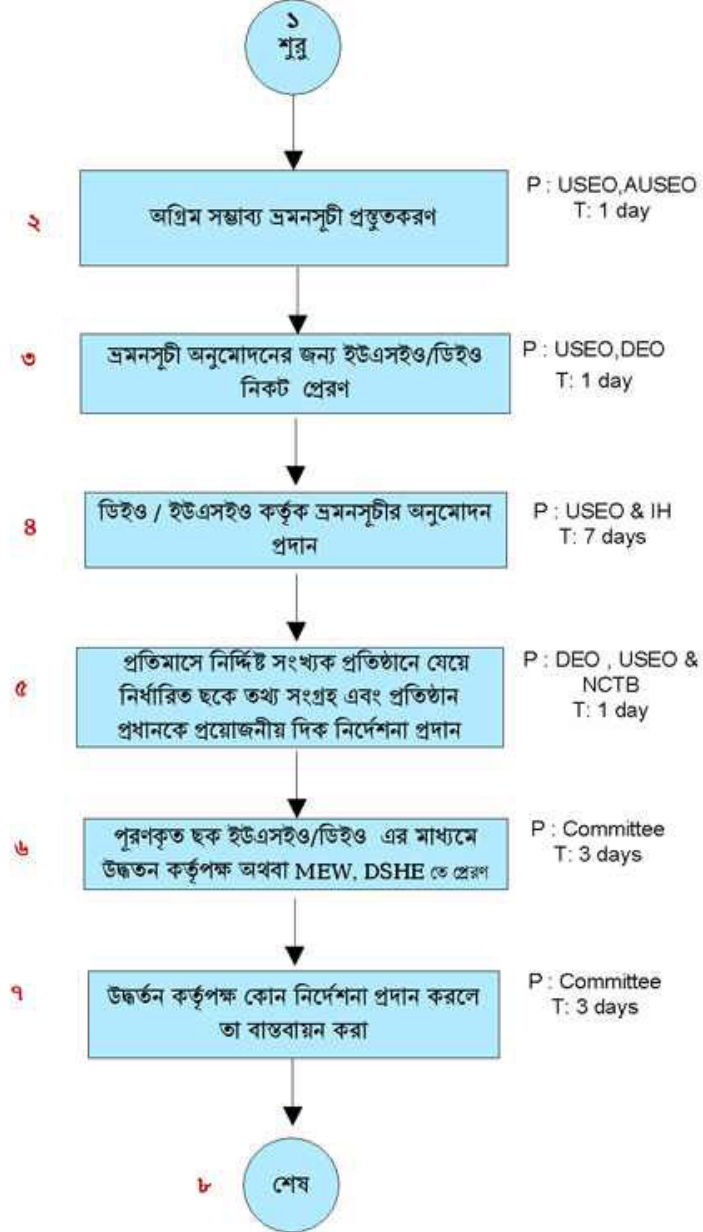 ১
শুরু
২
অগ্রিম সম্ভাব্য ভ্রমনসূচী প্রস্তুতকরণ
P : USEO,AUSEO
T: 1 day
৩
ভ্রমনসূচী অনুমোদনের জন্য ইউএসইও/ডিইও
নিকট প্রেরণ
P : USEO,DEO
T: 1 day
৪
ডিইও / ইউএসইও কর্তৃক ভ্রমনসূচীর অনুমোদন
প্রদান
P : USEO & IH
T: 7 days
৫
প্রতিমাসে নির্দ্দিষ্ট সংখ্যক প্রতিষ্ঠানে যেয়ে
নির্ধারিত ছকে তথ্য সংগ্রহ এবং প্রতিষ্ঠান
প্রধানকে প্রয়োজনীয় দিক নির্দেশনা প্রদান
P : DEO , USEO &
NCTB
T: 1 day
৬
পূরণকৃত ছক ইউএসইও/ডিইও এর মাধ্যমে
উদ্ধতন কর্তৃপক্ষ অথবা MEW, DSHE তে প্রেরণ
P : Committee
T: 3 days
৭
উদ্ধর্তন কর্তৃপক্ষ কোন নির্দেশনা প্রদান করলে
তা বাস্তবায়ন করা
P : Committee
T: 3 days
৮
শেষ